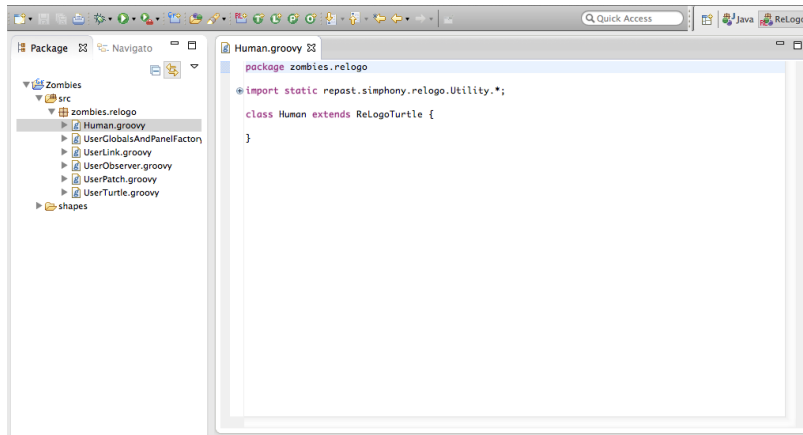 Quick Access
Java
ReLogo
Package
Navigato
Human.groovy
Zombies
src
zombies.relogo
Human.groovy
UserGlobalsAndPanelFactory
UserLink.groovy
UserObserver.groovy
UserPatch.groovy
UserTurtle.groovy
shapes
package zombies.relogo
import static repast.simphony.relogo.Utility.*;
class Human extends ReLogoTurtle {
}